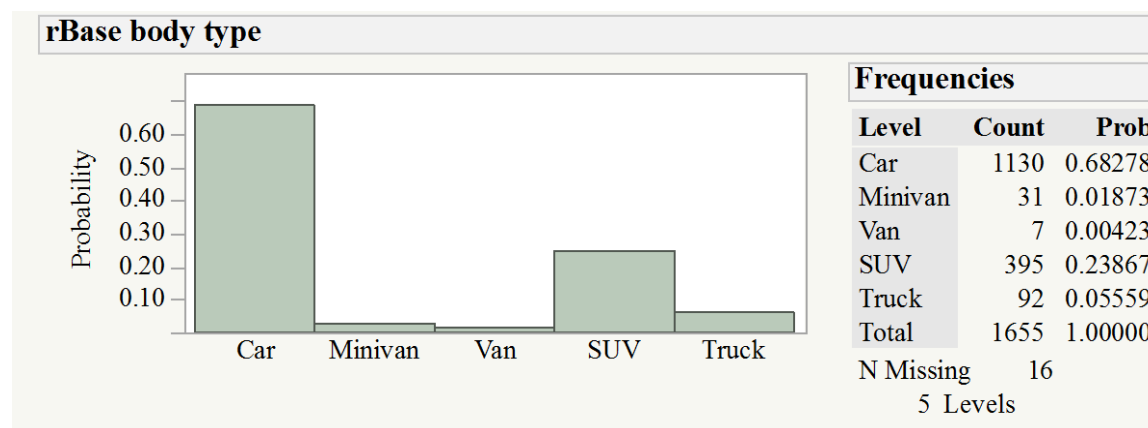 rBase body type
Probability
0.60
0.50
0.40
0.30
0.20
0.10
Car Minivan Van SUV Truck
Frequencies
Level Count Prob
Car 1130 0.68278
Minivan 31 0.01873
Van 7 0.00423
SUV 395 0.23867
Truck 92 0.05559
Total 1655 1.00000
N Missing 16
5 Levels